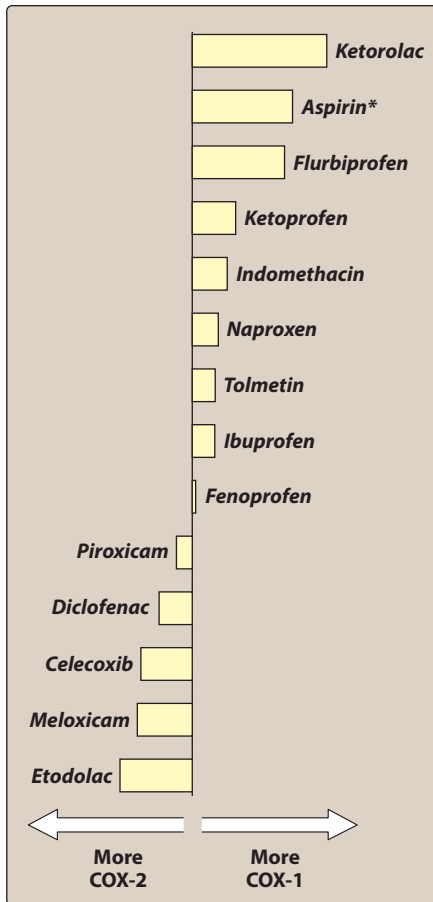 Ketorolac
Aspirin*
Flurbiprofen
Ketoprofen
Indomethacin
Naproxen
Tolmetin
Ibuprofen
Fenoprofen
Piroxicam
Diclofenac
Celecoxib
Meloxicam
Etodolac
More
COX-2
More
COX-1